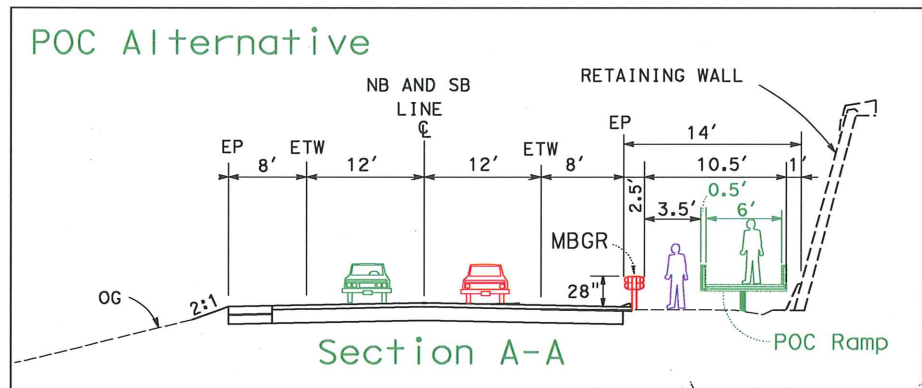 POC Alternative
NB AND SB
LINE
℄
RETAINING WALL
EP
14'
EP
ETW
ETW
8'
12'
12'
8'
10.5'
1'
2.5'
0.5'
3.5'
6'
MBGR
28"
OG
2:1
POC Ramp
Section A-A